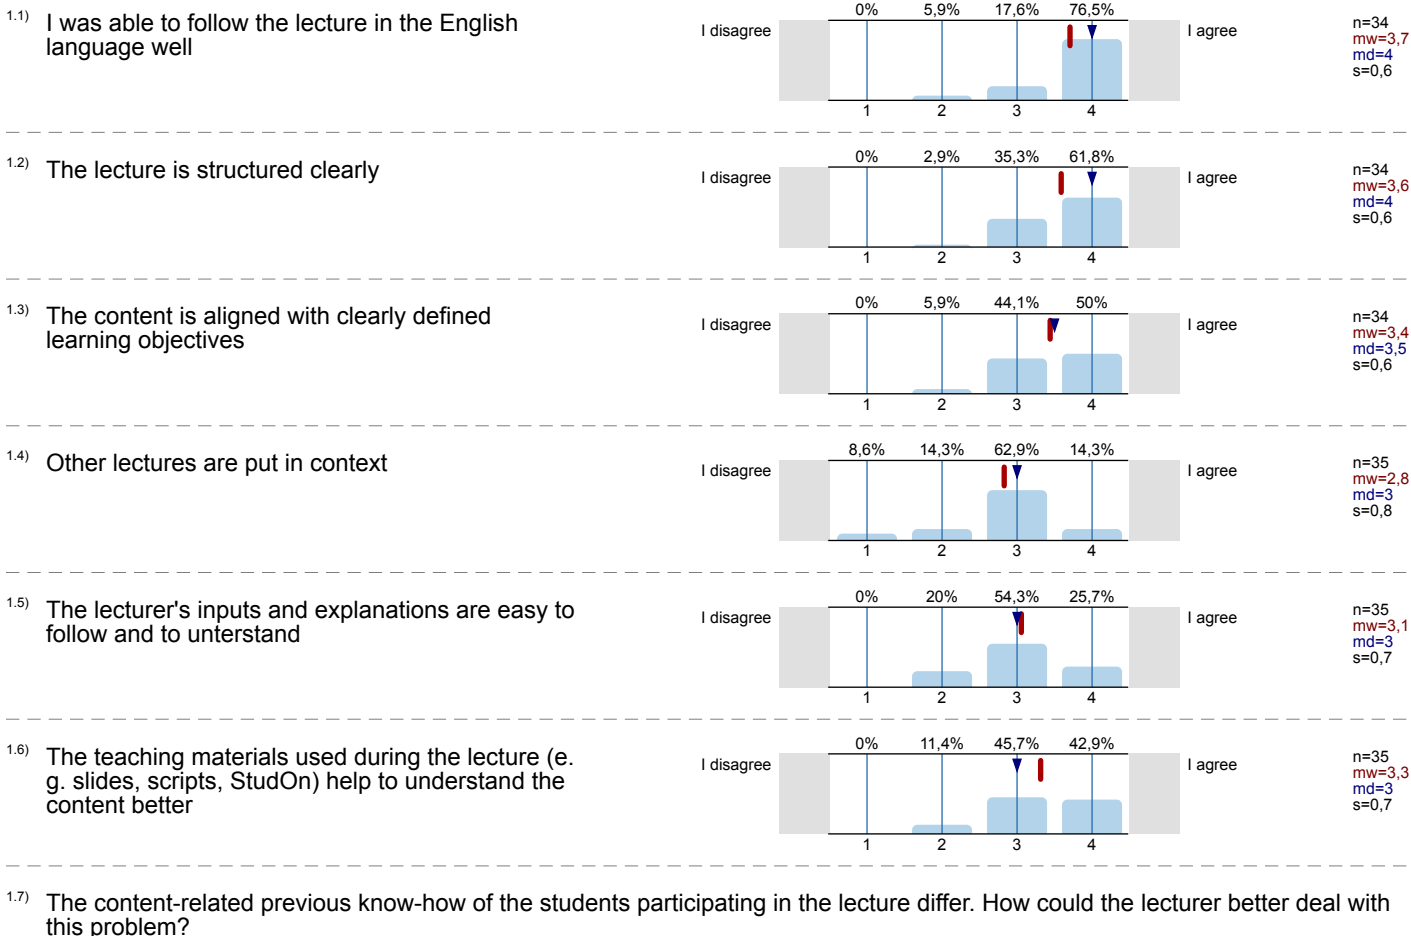 1.1) I was able to follow the lecture in the English
language well
I disagree
0% 5,9% 17,6% 76,5%
1 2 3 4
I agree
n=34
mw=3,7
md=4
s=0,6
1.2) The lecture is structured clearly
I disagree
0% 2,9% 35,3% 61,8%
1 2 3 4
I agree
n=34
mw=3,6
md=4
s=0,6
1.3) The content is aligned with clearly defined
learning objectives
I disagree
0% 5,9% 44,1% 50%
1 2 3 4
I agree
n=34
mw=3,4
md=3,5
s=0,6
1.4) Other lectures are put in context
I disagree
8,6% 14,3% 62,9% 14,3%
1 2 3 4
I agree
n=35
mw=2,8
md=3
s=0,8
1.5) The lecturer's inputs and explanations are easy to
follow and to unterstand
I disagree
0% 20% 54,3% 25,7%
1 2 3 4
I agree
n=35
mw=3,1
md=3
s=0,7
1.6) The teaching materials used during the lecture (e.
g. slides, scripts, StudOn) help to understand the
content better
I disagree
0% 11,4% 45,7% 42,9%
1 2 3 4
I agree
n=35
mw=3,3
md=3
s=0,7
1.7) The content-related previous know-how of the students participating in the lecture differ. How could the lecturer better deal with
this problem?